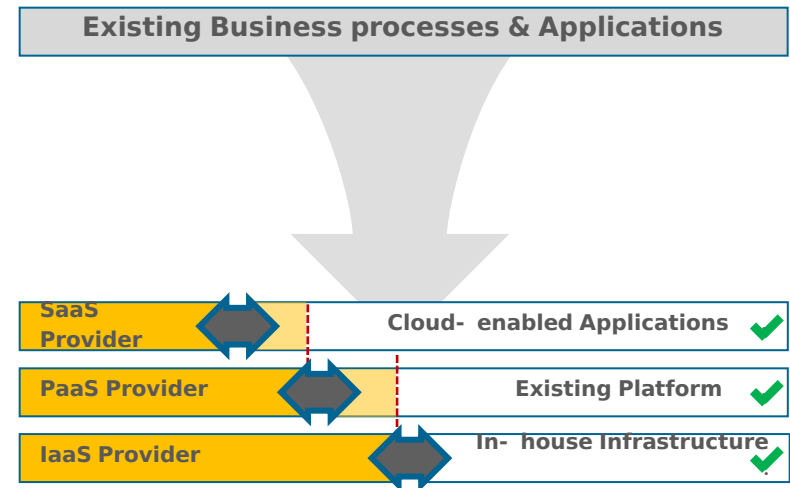 Existing Business processes & Applications
SaaS
Provider
Cloud- enabled Applications
PaaS Provider
Existing Platform
IaaS Provider
In- house Infrastructure
.